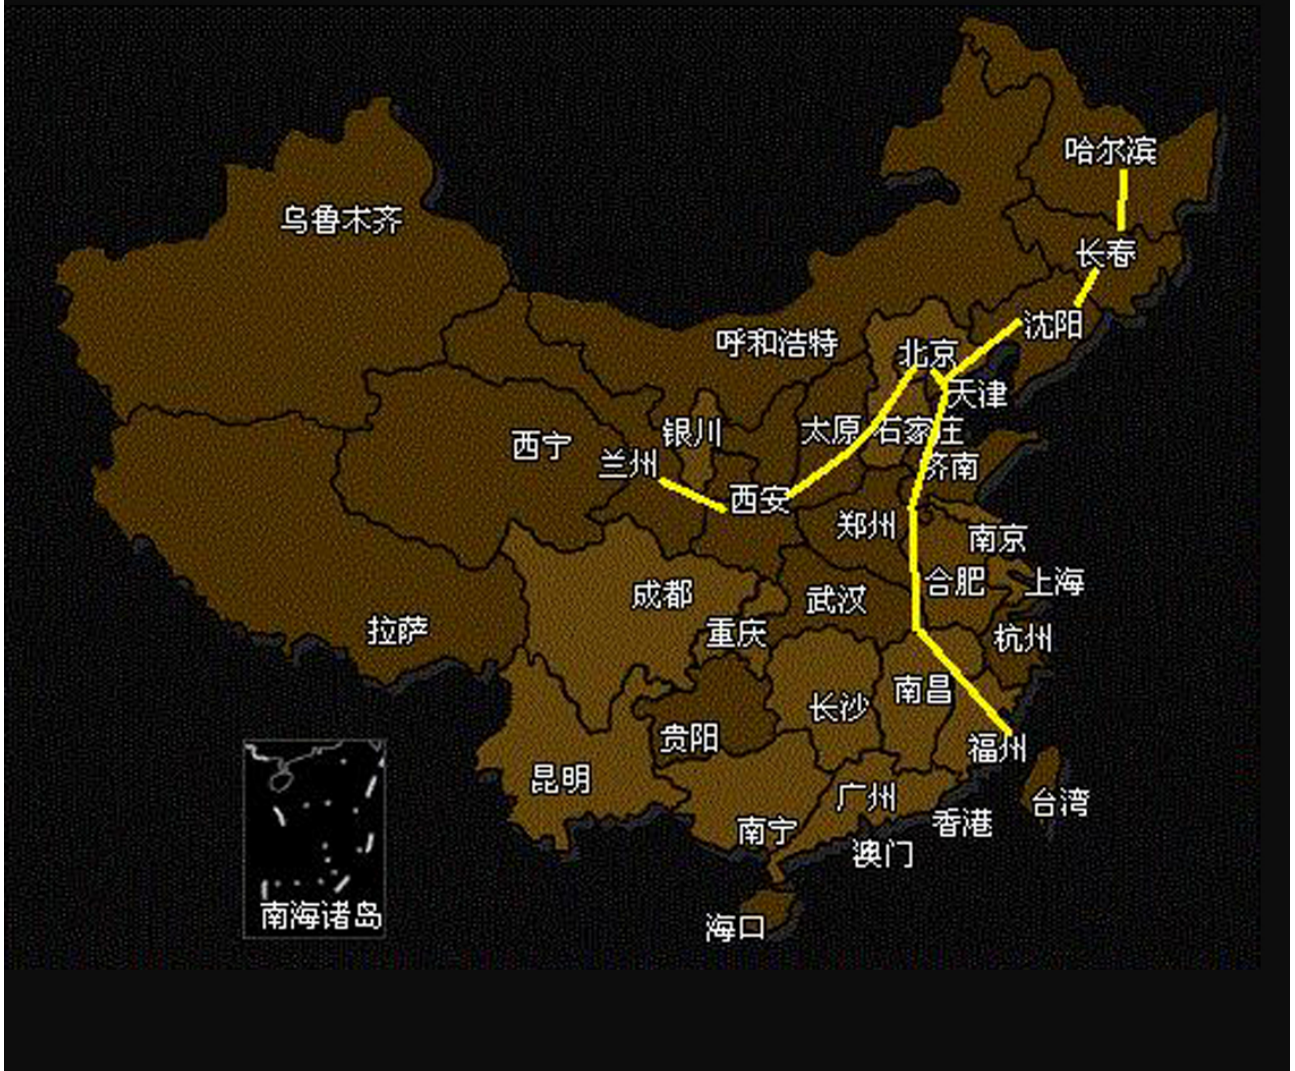 哈尔滨
乌鲁木齐
长春
沈阳
呼和浩特
北京
天津
银川
太原
石家庄
西宁
兰州
济南
西安
郑州
南京
成都
武汉
合肥
上海
拉萨
重庆
杭州
南昌
长沙
贵阳
福州
昆明
广州
台湾
南宁
香港
澳门
南海诸岛
海口